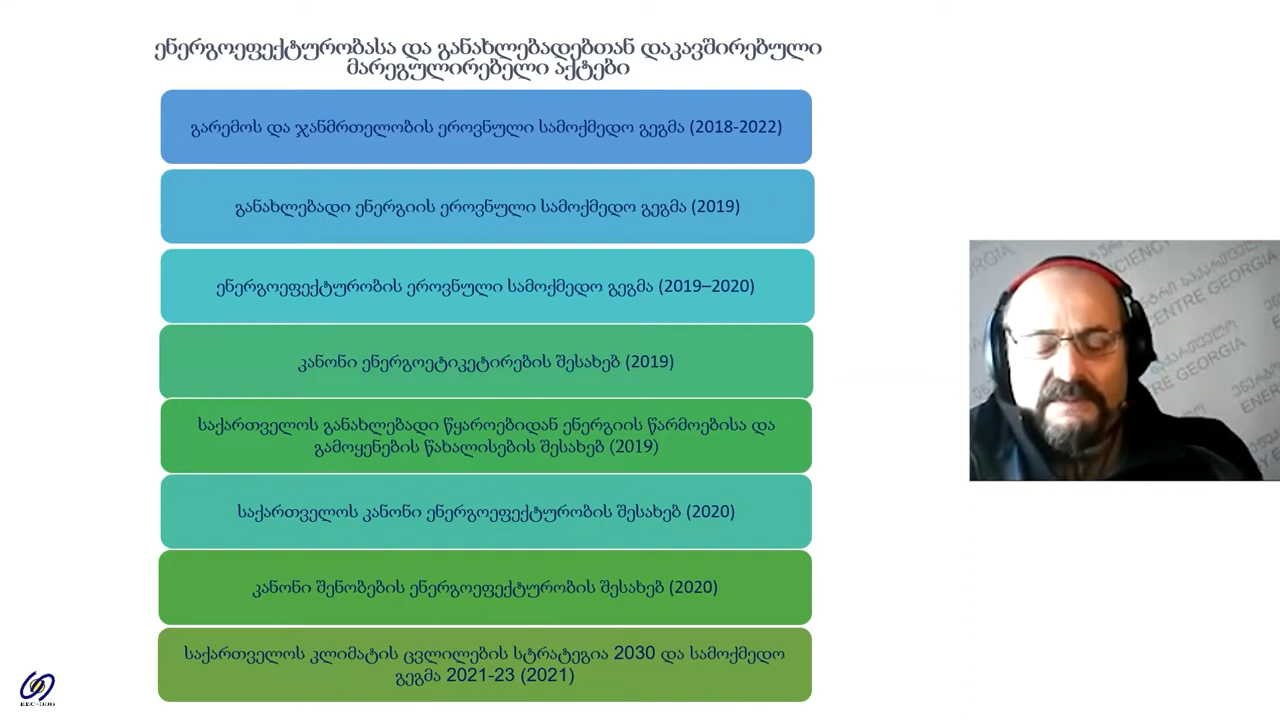 ენერგოეფექტურობასა და განახლებადებთან დაკავშირებული
მარეგულირებელი აქტები
გარემოს და ჯანმრთელობის ეროვნული სამოქმედო გეგმა (2018-2022)
განახლებადი ენერგიის ეროვნული სამოქმედო გეგმა (2019)
ენერგოეფექტურობის ეროვნული სამოქმედო გეგმა (2019–2020)
კანონი ენერგოეტიკეტირების შესახებ (2019)
საქართველოს განახლებადი წყაროებიდან ენერგიის წარმოებისა და
გამოყენების წახალისების შესახებ (2019)
საქართველოს კანონი ენერგოეფექტურობის შესახებ (2020)
კანონი შენობების ენერგოეფექტურობის შესახებ (2020)
საქართველოს კლიმატის ცვლილების სტრატეგია 2030 და სამოქმედო
გეგმა 2021-23 (2021)
CENTRE GEORGIA